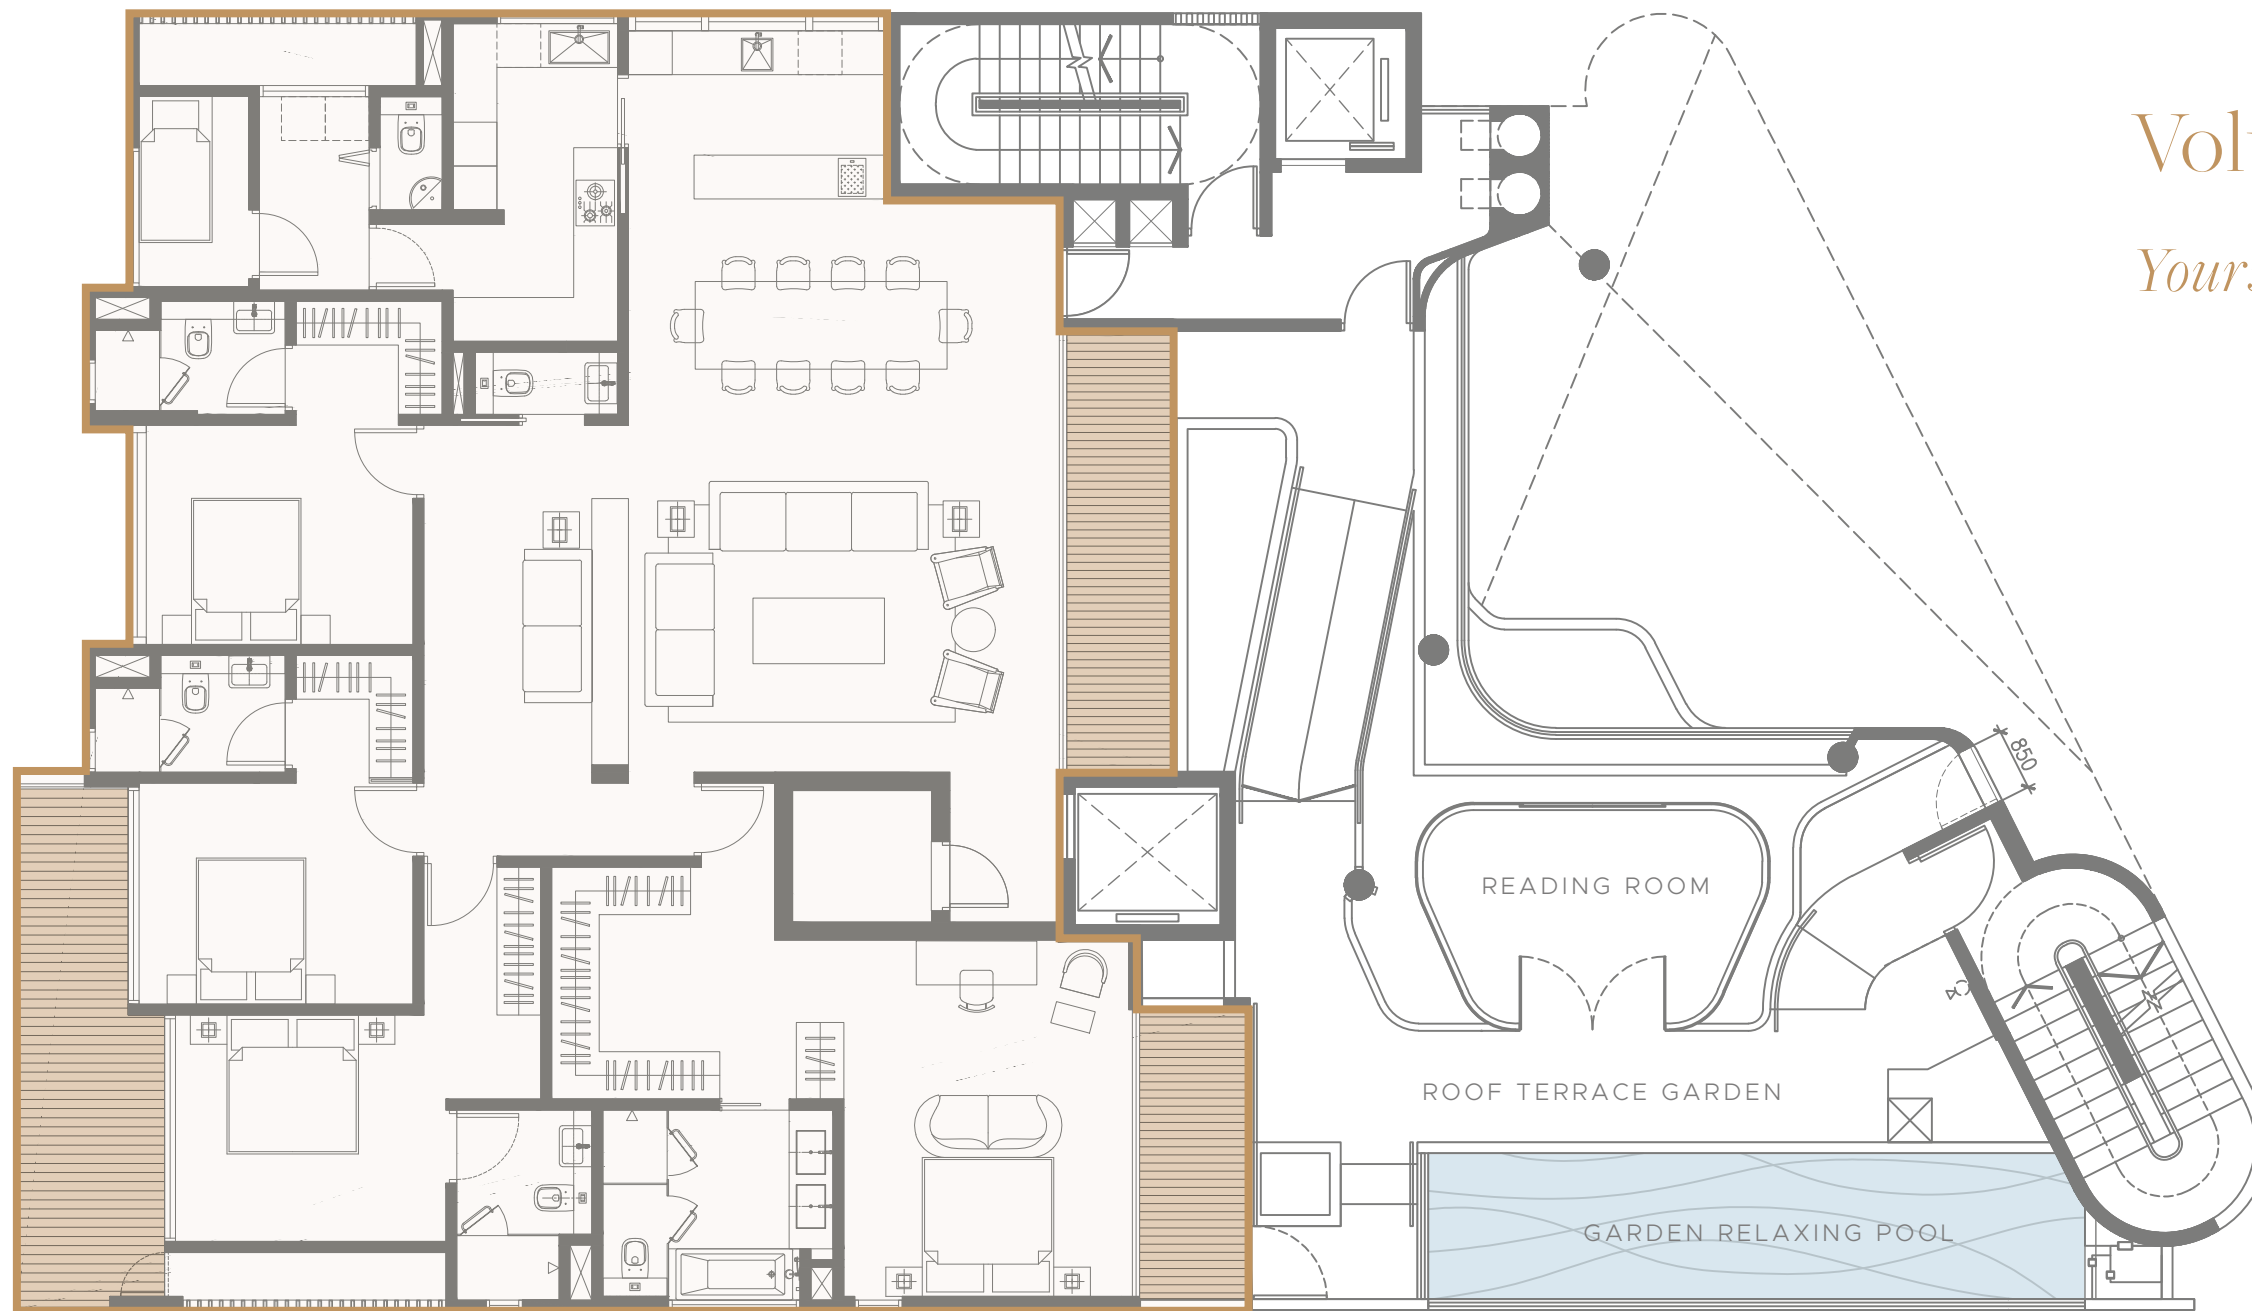 850
READING ROOM
ROOF TERRACE GARDEN
GARDEN RELAXING POOL